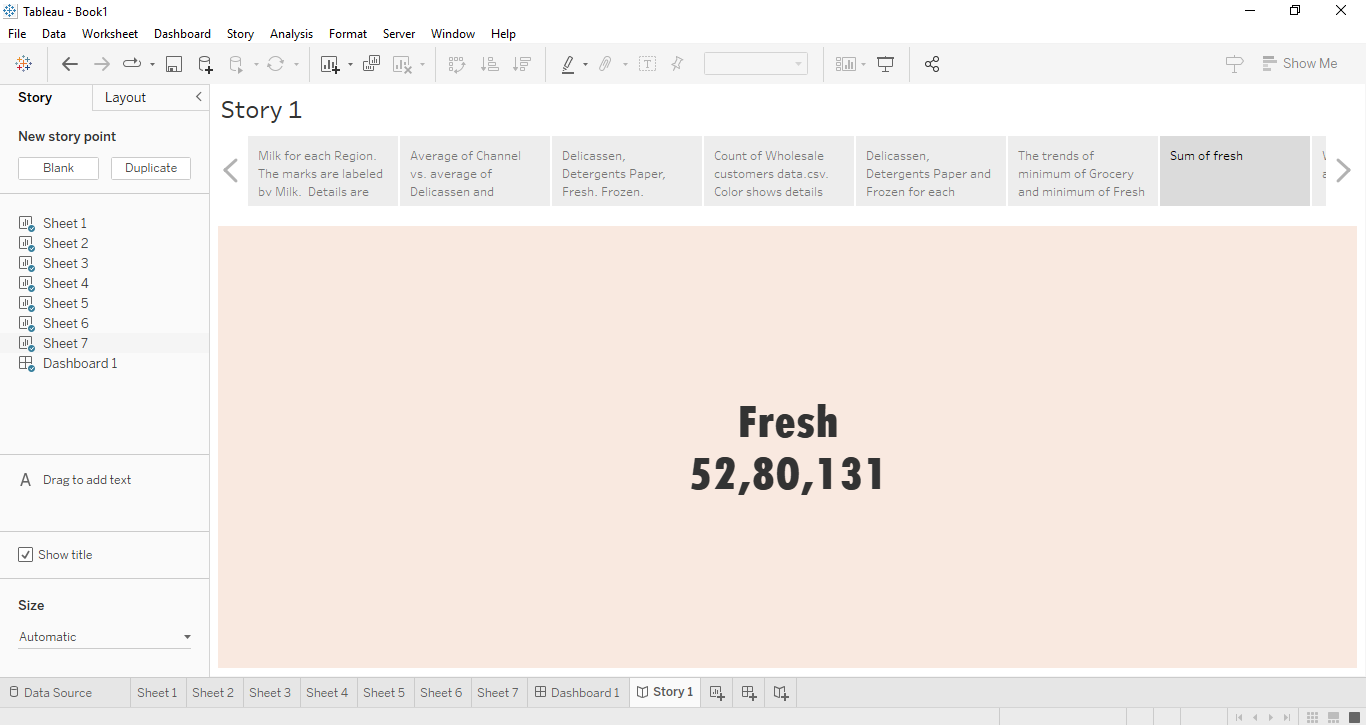 Tableau - Book1
File Data Worksheet Dashboard Story Analysis Format Server Window Help
Show Me
Story Layout
New story point
Blank Duplicate
Sheet 1
Sheet 2
Sheet 3
Sheet 4
Sheet 5
Sheet 6
Sheet 7
Dashboard 1
A Drag to add text
Show title
Size
Automatic
Story 1
Milk for each Region.
The marks are labeled
by Milk. Details are
Average of Channel
vs. average of
Delicassen and
Delicassen,
Detergents Paper,
Fresh, Frozen,
Count of Wholesale
customers data.csv.
Color shows details
Delicassen,
Detergents Paper and
Frozen for each
The trends of
minimum of Grocery
and minimum of Fresh
Sum of fresh
Fresh
52,80,131
Data Source Sheet 1 Sheet 2 Sheet 3 Sheet 4 Sheet 5 Sheet 6 Sheet 7 Dashboard 1 Story 1